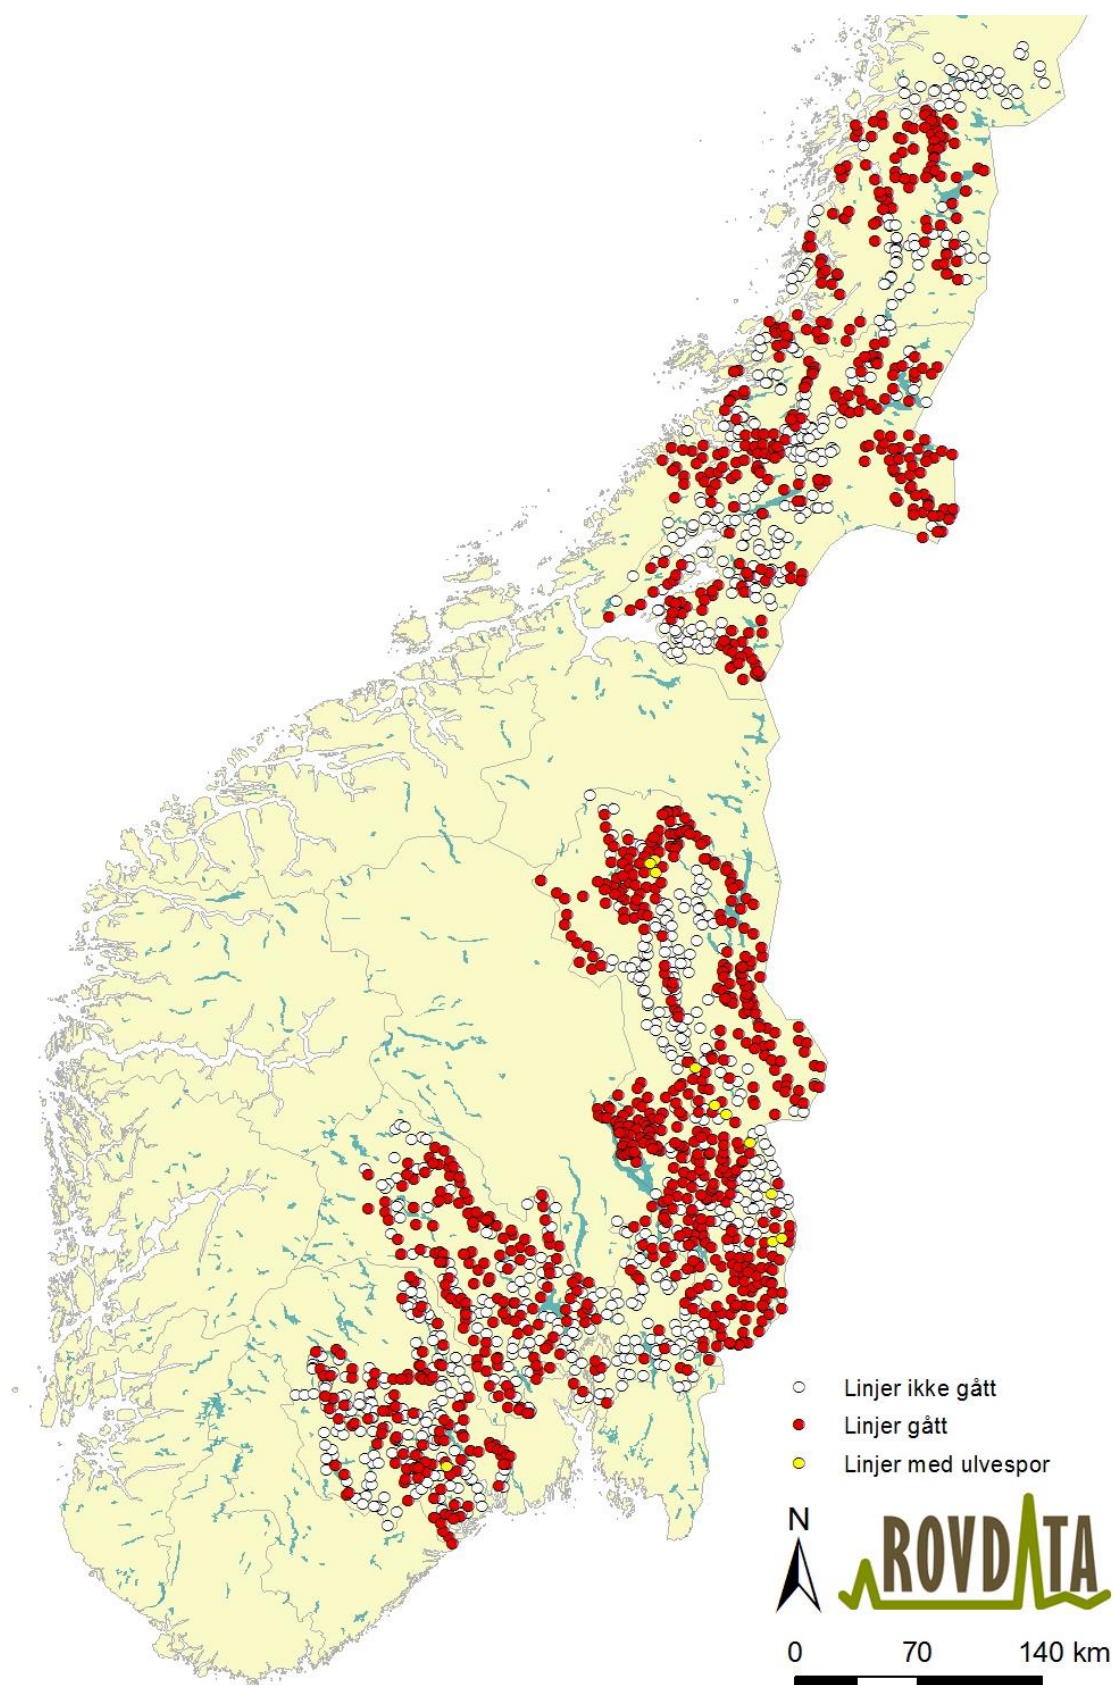 Linjer ikke gått
Linjer gått
Linjer med ulvespor
N
ROVDATA
0 70 140 km